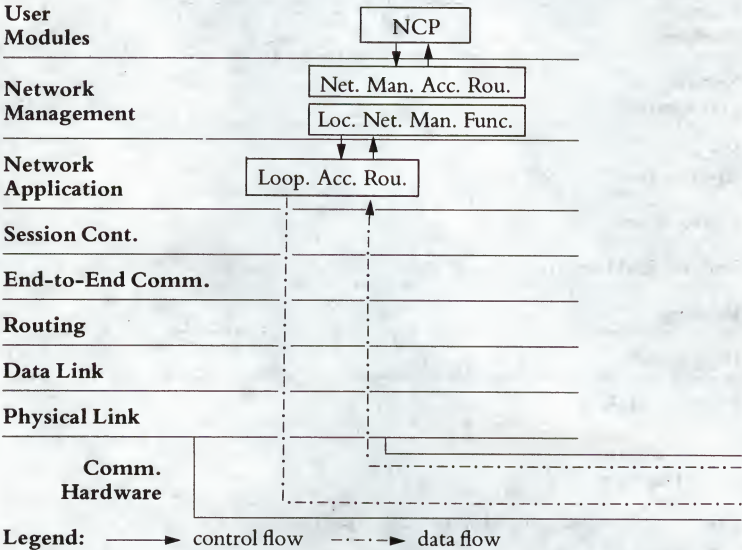 User
Modules
NCP
Network
Management
Net. Man. Acc. Rou.
Loc. Net. Man. Func.
Network
Application
Loop. Acc. Rou.
Session Cont.
End-to-End Comm.
Routing
Data Link
Physical Link
Comm.
Hardware
Legend: control flow data flow